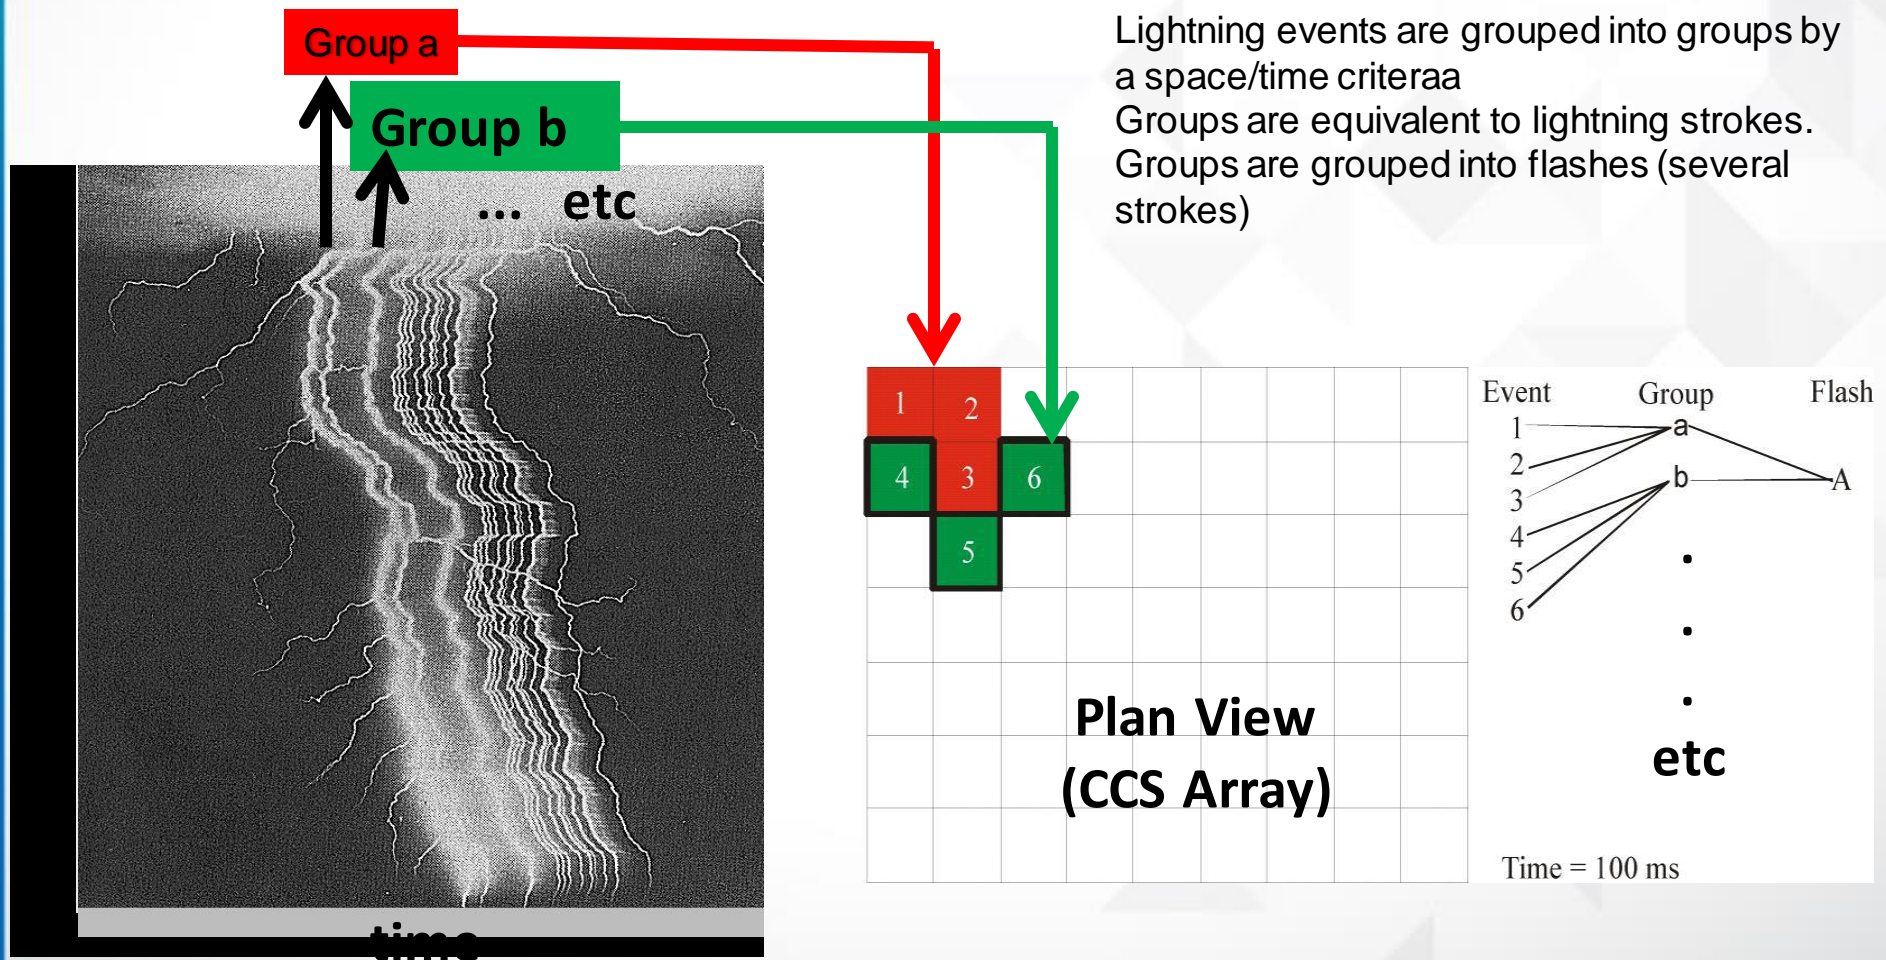 Group a
Group b
... etc
time
Lightning events are grouped into groups by
a space/time criteraa
Groups are equivalent to lightning strokes.
Groups are grouped into flashes (several
strokes)
1 2
4 3 6
5
Plan View
(CCS Array)
Event Group Flash
1 a
2
3 b A
4
5
6
.
.
.
etc
Time = 100 ms